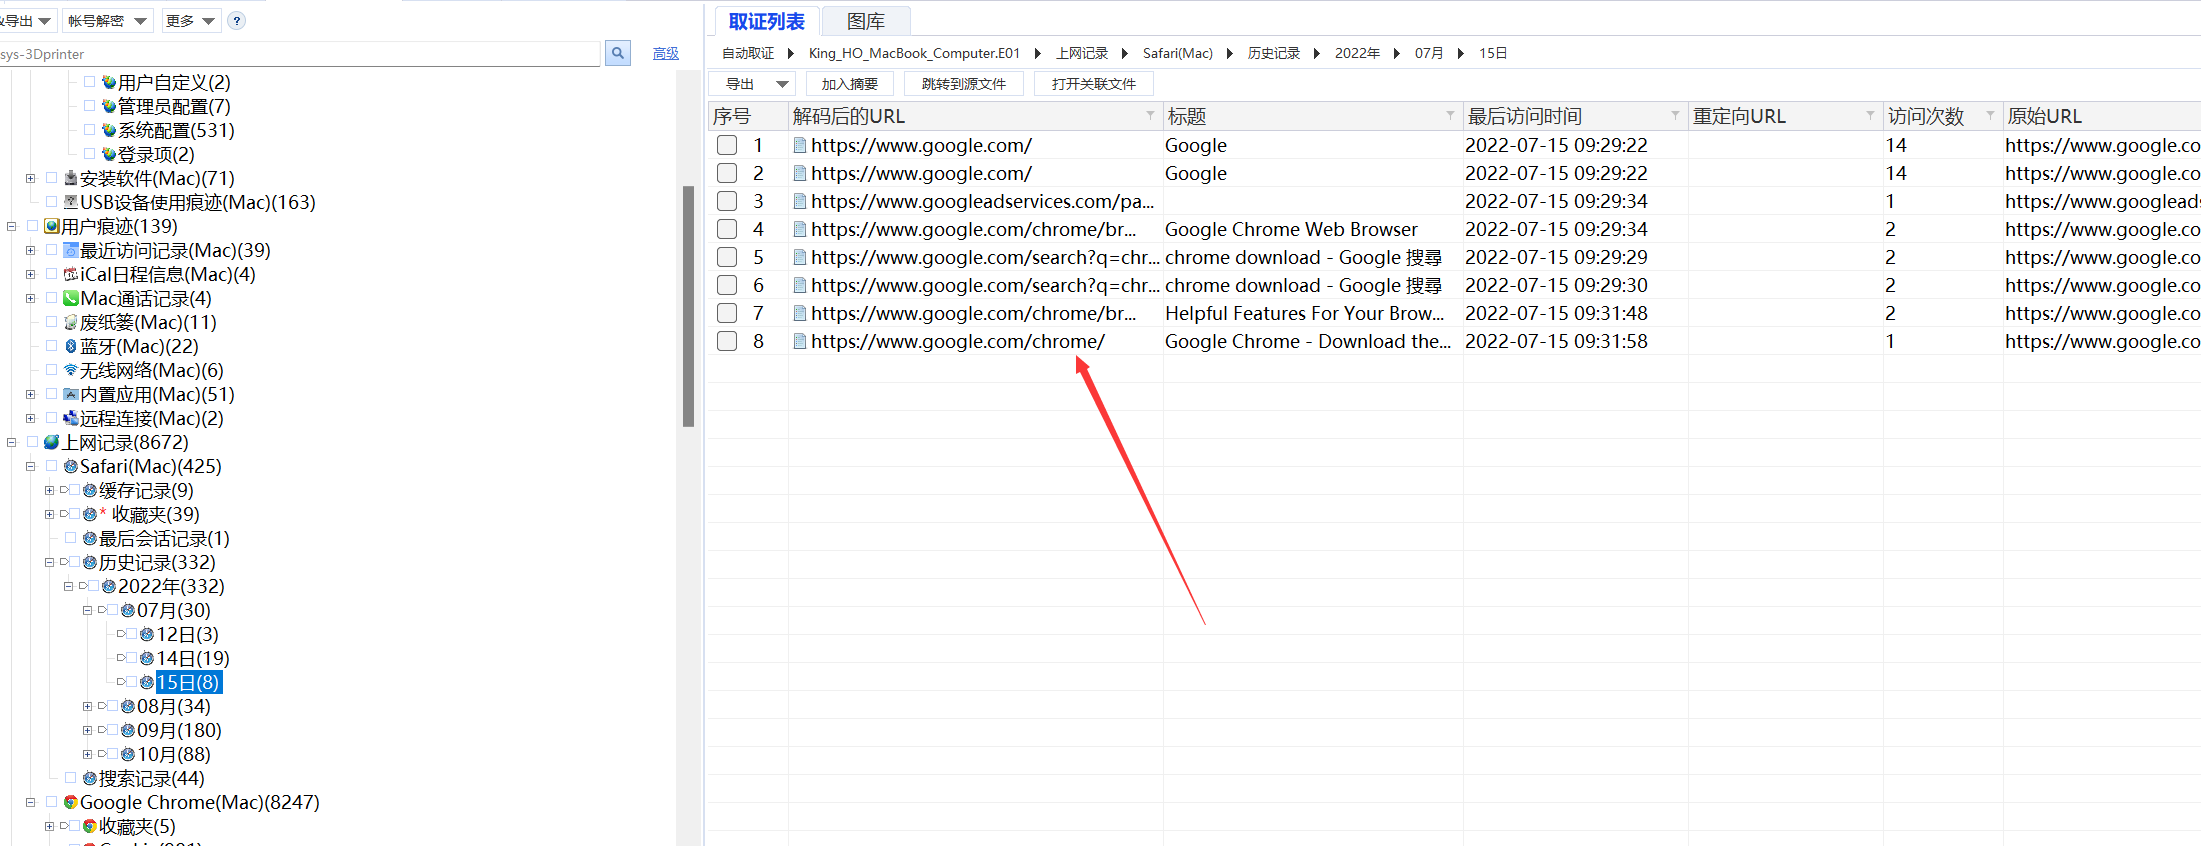 导出
帐号解密
更多
?
sys-3Dprinter
高级
用户自定义(2)
管理员配置(7)
系统配置(531)
登录项(2)
安装软件(Mac)(71)
USB设备使用痕迹(Mac)(163)
用户痕迹(139)
最近访问记录(Mac)(39)
iCal日程信息(Mac)(4)
Mac通话记录(4)
废纸篓(Mac)(11)
蓝牙(Mac)(22)
无线网络(Mac)(6)
内置应用(Mac)(51)
远程连接(Mac)(2)
上网记录(8672)
Safari(Mac)(425)
缓存记录(9)
* 收藏夹(39)
最后会话记录(1)
历史记录(332)
2022年(332)
07月(30)
12日(3)
14日(19)
15日(8)
08月(34)
09月(180)
10月(88)
搜索记录(44)
Google Chrome(Mac)(8247)
收藏夹(5)
取证列表 图库
自动取证 King_HO_MacBook_Computer.E01 上网记录 Safari(Mac) 历史记录 2022年 07月 15日
导出 加入摘要 跳转到源文件 打开关联文件
序号 解码后的URL 标题 最后访问时间 重定向URL 访问次数 原始URL
1 https://www.google.com/ Google 2022-07-15 09:29:22 14 https://www.google.co
2 https://www.google.com/ Google 2022-07-15 09:29:22 14 https://www.google.co
3 https://www.googleadservices.com/pa... 2022-07-15 09:29:34 1 https://www.googleads
4 https://www.google.com/chrome/br... Google Chrome Web Browser 2022-07-15 09:29:34 2 https://www.google.co
5 https://www.google.com/search?q=chr... chrome download - Google 搜尋 2022-07-15 09:29:29 2 https://www.google.co
6 https://www.google.com/search?q=chr... chrome download - Google 搜尋 2022-07-15 09:29:30 2 https://www.google.co
7 https://www.google.com/chrome/br... Helpful Features For Your Brow... 2022-07-15 09:31:48 2 https://www.google.co
8 https://www.google.com/chrome/ Google Chrome - Download the... 2022-07-15 09:31:58 1 https://www.google.co